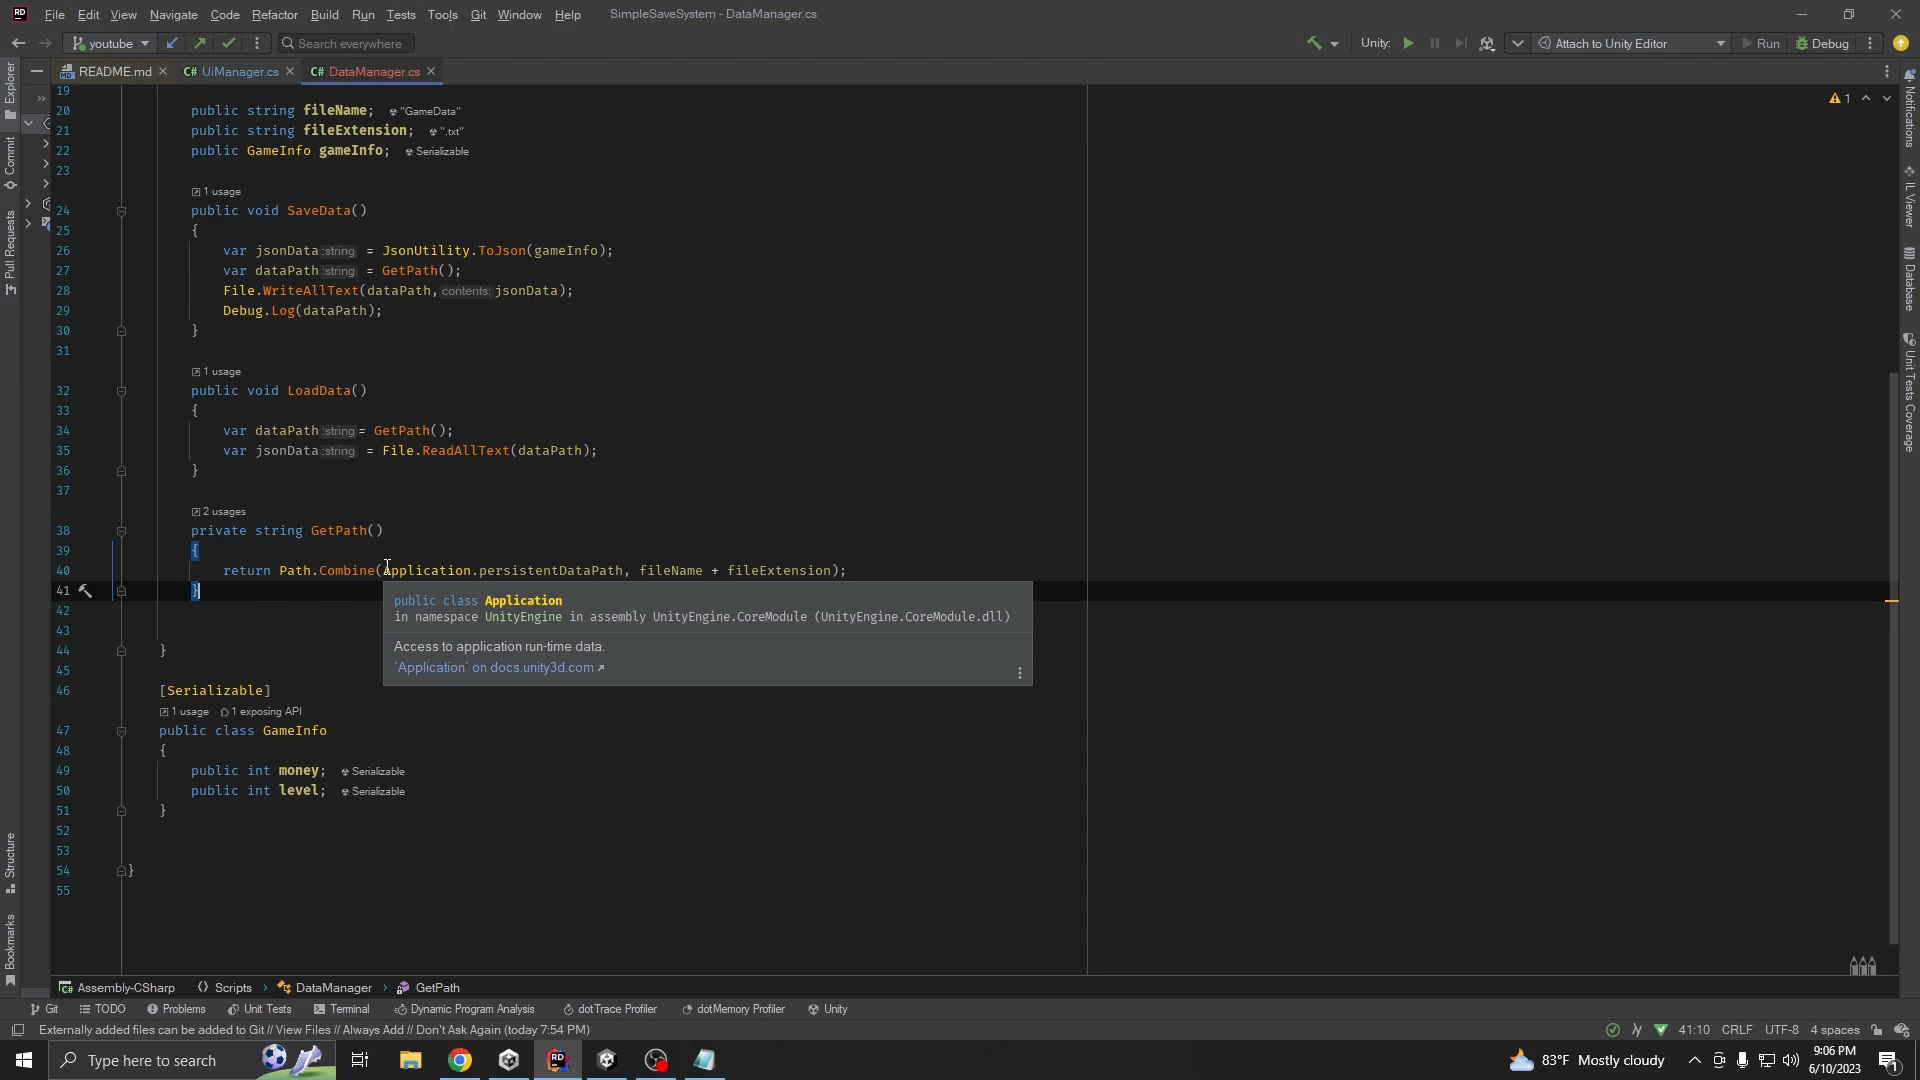 RD File Edit View Navigate Code Refactor Build Run Tests Tools Git Window Help SimpleSaveSystem - DataManager.cs
youtube Search everywhere Unity: Attach to Unity Editor Run Debug
Explorer README.md C# UiManager.cs C# DataManager.cs Notifications
19
20 public string fileName; "GameData" 1
21 public string fileExtension; ".txt"
22 public GameInfo gameInfo; Serializable
23
1 usage
24 public void SaveData()
25 {
26 var jsonData :string = JsonUtility.ToJson(gameInfo);
27 var dataPath :string = GetPath();
28 File.WriteAllText(dataPath, contents: jsonData);
29 Debug.Log(dataPath);
30 }
31
1 usage
32 public void LoadData()
33 {
34 var dataPath :string = GetPath();
35 var jsonData :string = File.ReadAllText(dataPath);
36 }
37
2 usages
38 private string GetPath()
39 {
40 return Path.Combine(Application.persistentDataPath, fileName + fileExtension);
41 }
public class Application
in namespace UnityEngine in assembly UnityEngine.CoreModule (UnityEngine.CoreModule.dll)
Access to application run-time data.
`Application` on docs.unity3d.com
42
43
44 }
45
46 [Serializable]
1 usage 1 exposing API
47 public class GameInfo
48 {
49 public int money; Serializable
50 public int level; Serializable
51 }
52
53
54 }
55
Commit
Pull Requests
Structure
Bookmarks
IL Viewer
Database
Unit Tests Coverage
C# Assembly-CSharp Scripts DataManager GetPath
Git TODO Problems Unit Tests Terminal Dynamic Program Analysis dotTrace Profiler dotMemory Profiler Unity
Externally added files can be added to Git // View Files // Always Add // Don't Ask Again (today 7:54 PM) 41:10 CRLF UTF-8 4 spaces
Type here to search RD 83°F Mostly cloudy 9:06 PM
6/10/2023 1